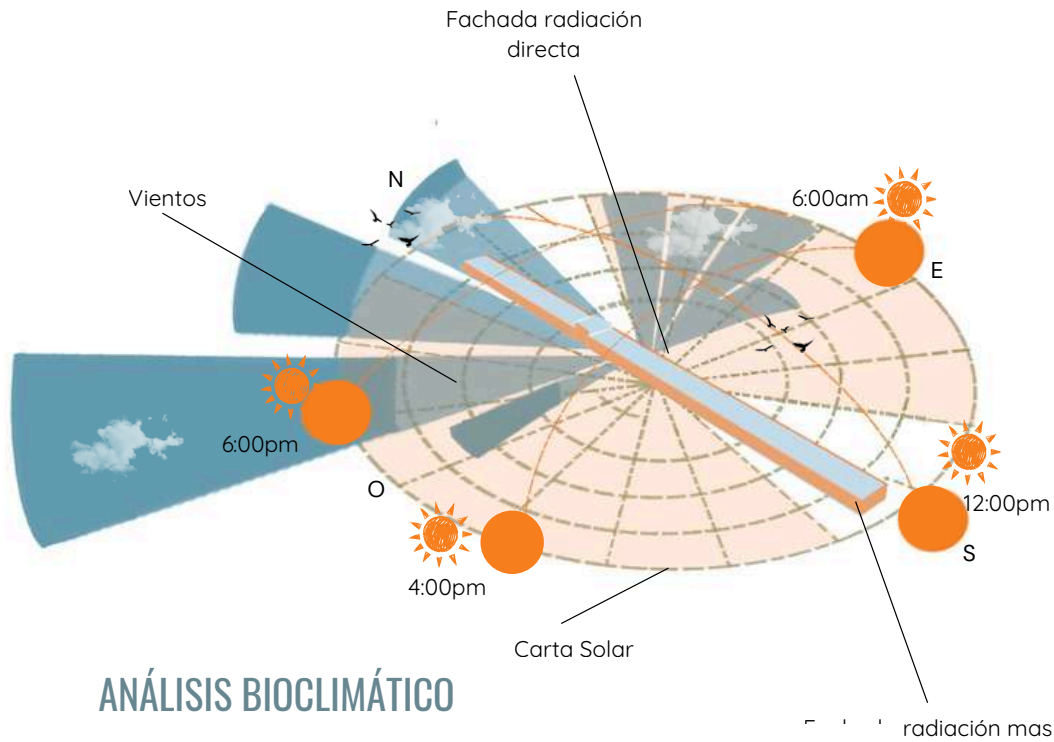 Fachada radiación
directa
N
Vientos
6:00am
E
6:00pm
O
12:00pm
S
4:00pm
Carta Solar
ANÁLISIS BIOCLIMÁTICO
radiación mas